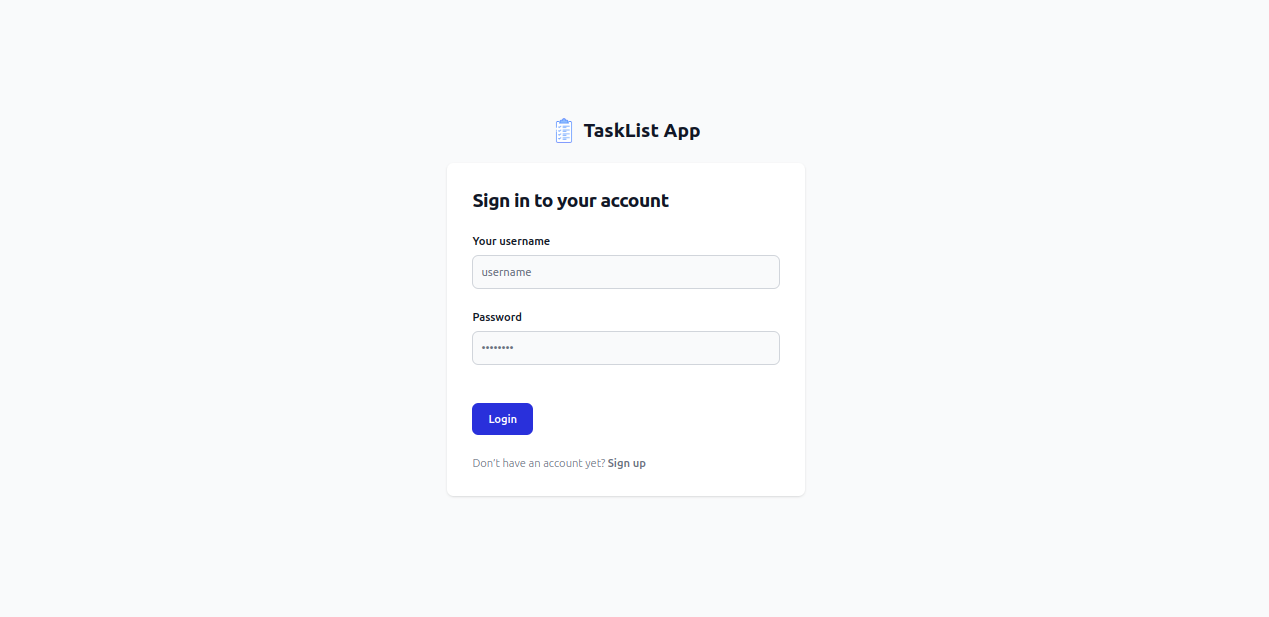 TaskList App
Sign in to your account
Your username
username
Password
••••••••
Login
Don't have an account yet? Sign up